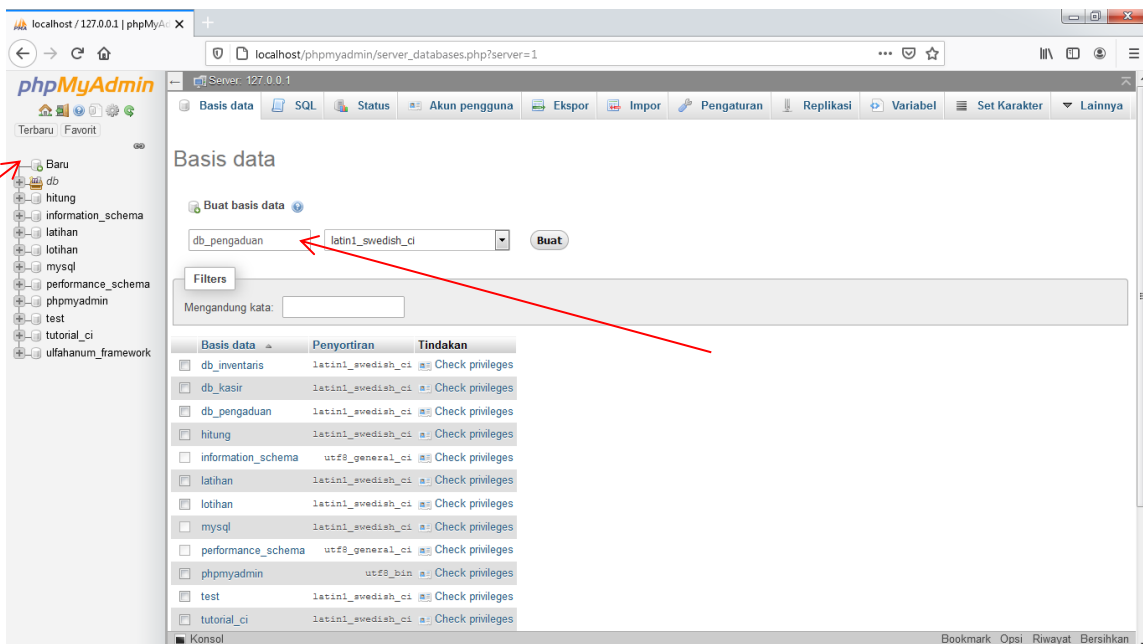 localhost / 127.0.0.1 | phpMyAd
localhost/phpmyadmin/server_databases.php?server=1
phpMyAdmin
Terbaru Favorit
Baru
db
hitung
information_schema
latihan
lotihan
mysql
performance_schema
phpmyadmin
test
tutorial_ci
ulfahanum_framework
Server: 127.0.0.1
Basis data SQL Status Akun pengguna Ekspor Impor Pengaturan Replikasi Variabel Set Karakter Lainnya
Basis data
Buat basis data
db_pengaduan latin1_swedish_ci Buat
Filters
Mengandung kata:
Basis data Penyortiran Tindakan
db_inventaris latin1_swedish_ci Check privileges
db_kasir latin1_swedish_ci Check privileges
db_pengaduan latin1_swedish_ci Check privileges
hitung latin1_swedish_ci Check privileges
information_schema utf8_general_ci Check privileges
latihan latin1_swedish_ci Check privileges
lotihan latin1_swedish_ci Check privileges
mysql latin1_swedish_ci Check privileges
performance_schema utf8_general_ci Check privileges
phpmyadmin utf8_bin Check privileges
test latin1_swedish_ci Check privileges
tutorial_ci latin1_swedish_ci Check privileges
Konsol Bookmark Opsi Riwayat Bersihkan